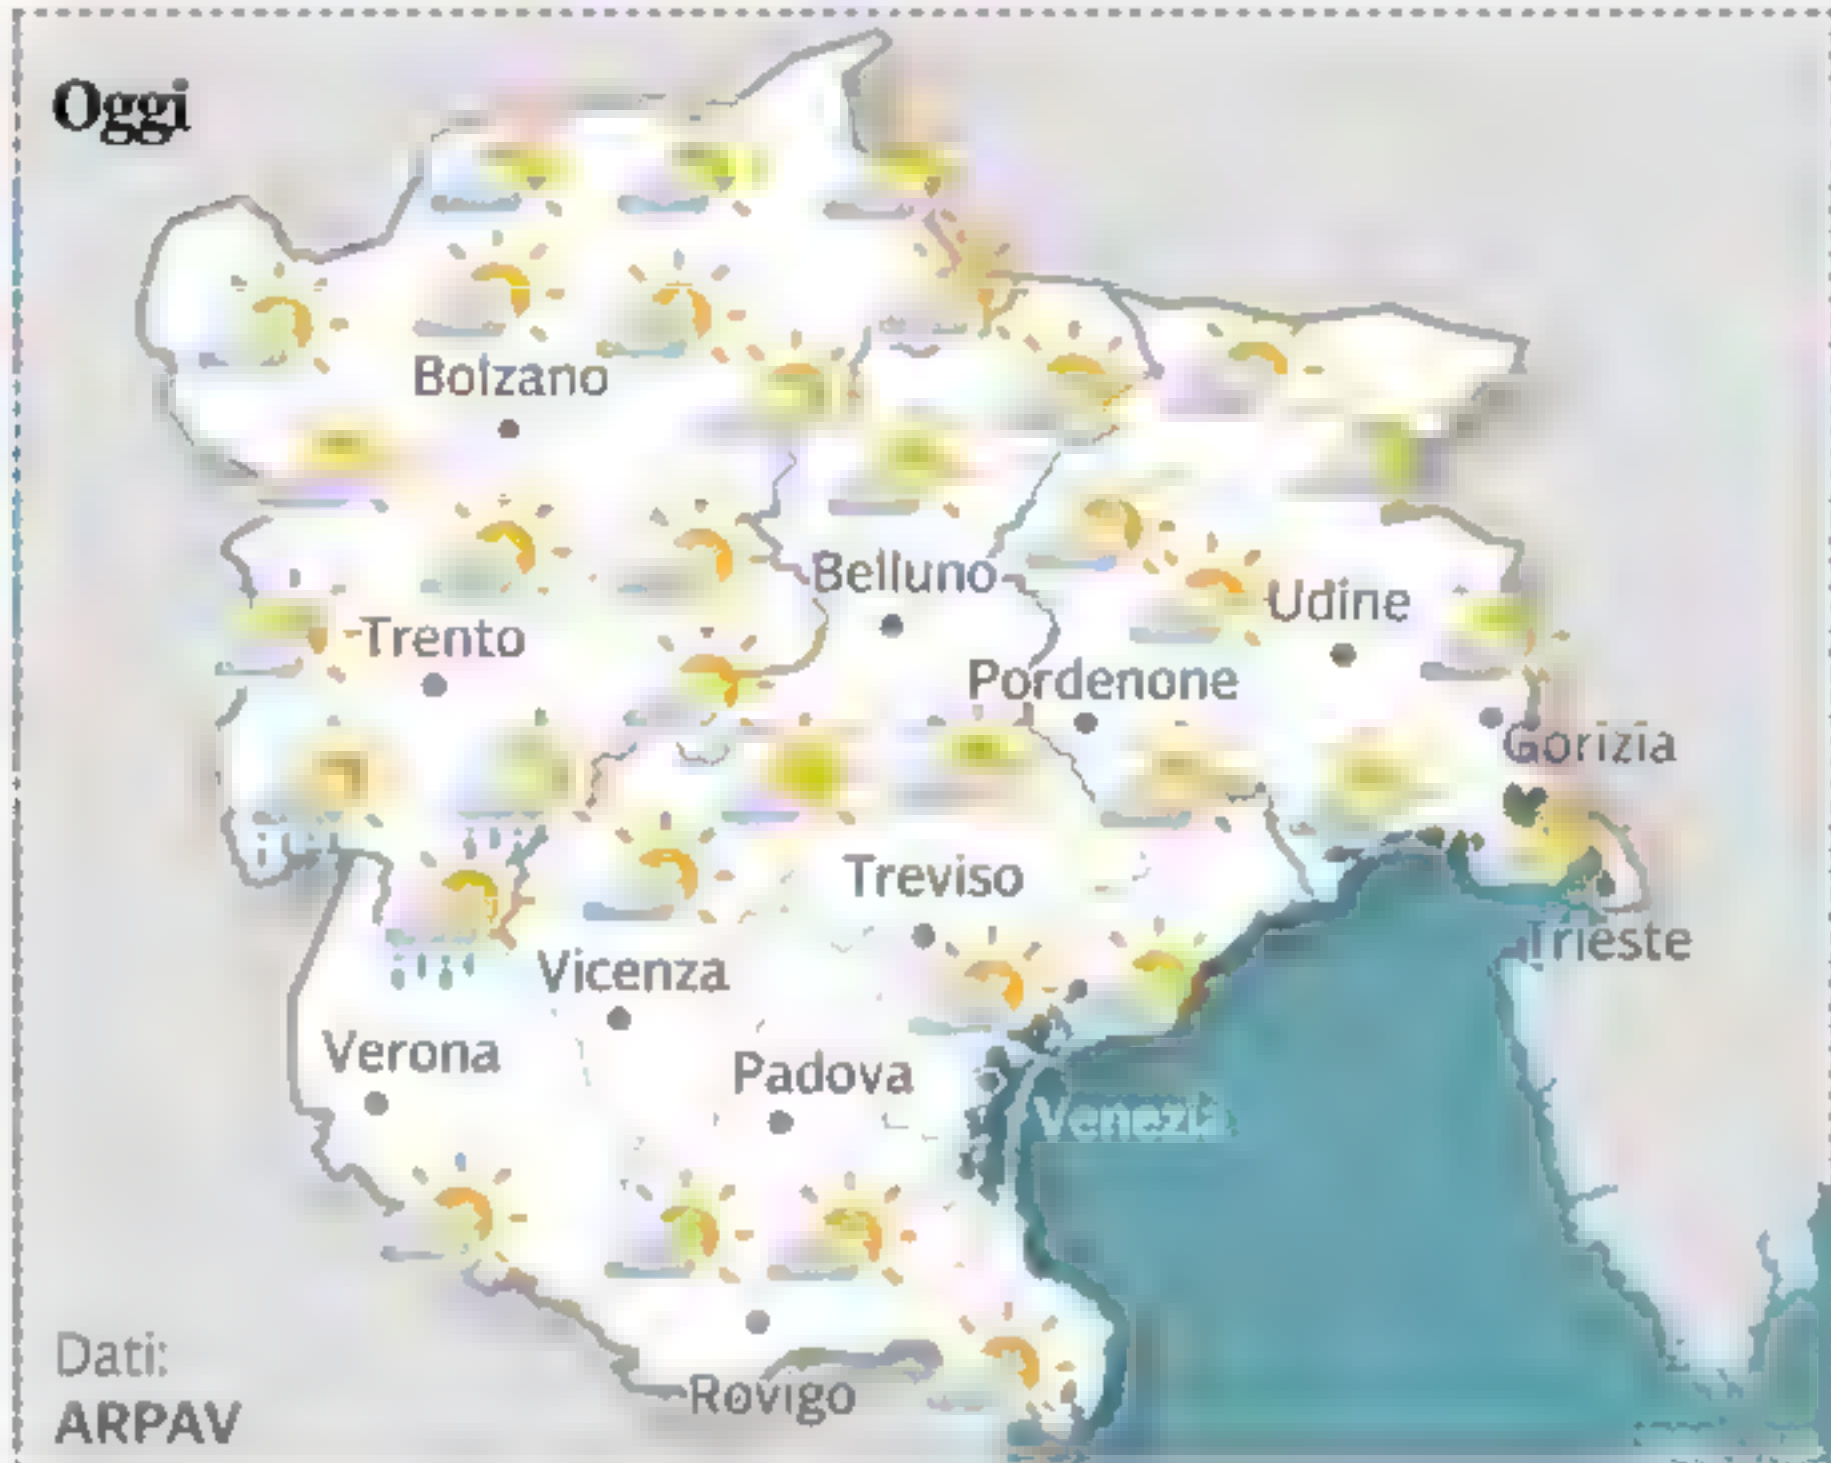 Oggi
Bolzano
Belluno
Udine
Trento
Pordenone
Gorizia
Treviso
Trieste
Vicenza
Verona
Padova
Venezia
Dati:
ARPAV
Rovigo